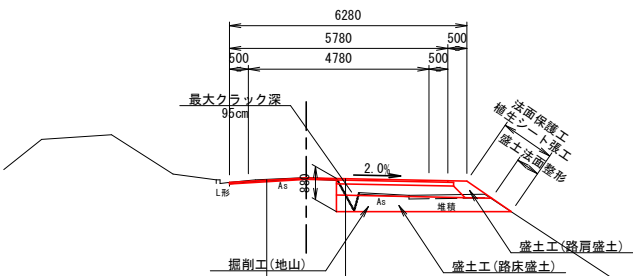 6280
5780
500
500
4780
500
最大クラック深
95cm
法面保護工
植生シート張工
盛土法面整形
2.0%
880
L形
As
As
堆積
掘削工(地山)
盛土工(路床盛土)
盛土工(路肩盛土)